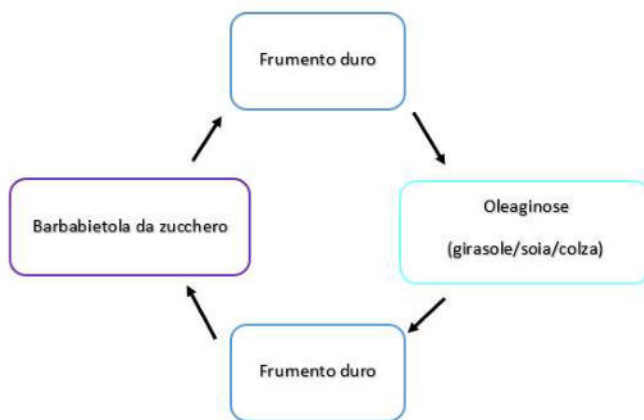 Frumento duro
Oleaginose
(girasole/soia/colza)
Barbabietola da zucchero
Frumento duro